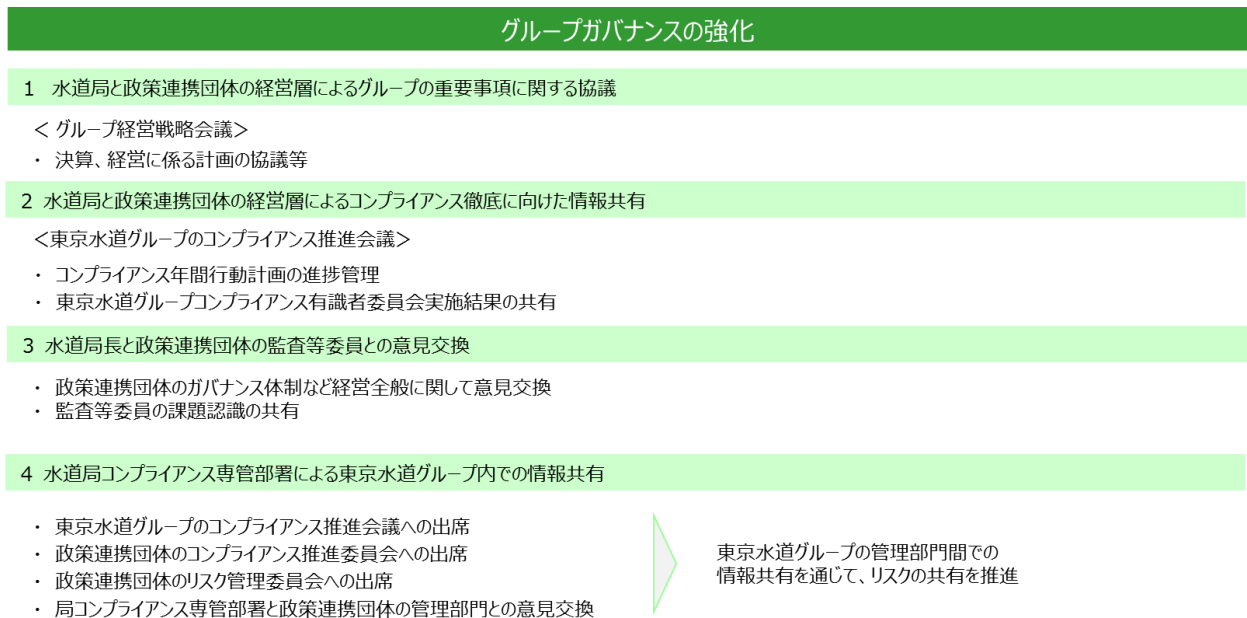 グループガバナンスの強化
1 水道局と政策連携団体の経営層によるグループの重要事項に関する協議
＜グループ経営戦略会議＞
・ 決算、経営に係る計画の協議等
2 水道局と政策連携団体の経営層によるコンプライアンス徹底に向けた情報共有
＜東京水道グループのコンプライアンス推進会議＞
・ コンプライアンス年間行動計画の進捗管理
・ 東京水道グループコンプライアンス有識者委員会実施結果の共有
3 水道局長と政策連携団体の監査等委員との意見交換
・ 政策連携団体のガバナンス体制など経営全般に関して意見交換
・ 監査等委員の課題認識の共有
4 水道局コンプライアンス専管部署による東京水道グループ内での情報共有
・ 東京水道グループのコンプライアンス推進会議への出席
・ 政策連携団体のコンプライアンス推進委員会への出席
・ 政策連携団体のリスク管理委員会への出席
・ 局コンプライアンス専管部署と政策連携団体の管理部門との意見交換
東京水道グループの管理部門間での
情報共有を通じて、リスクの共有を推進